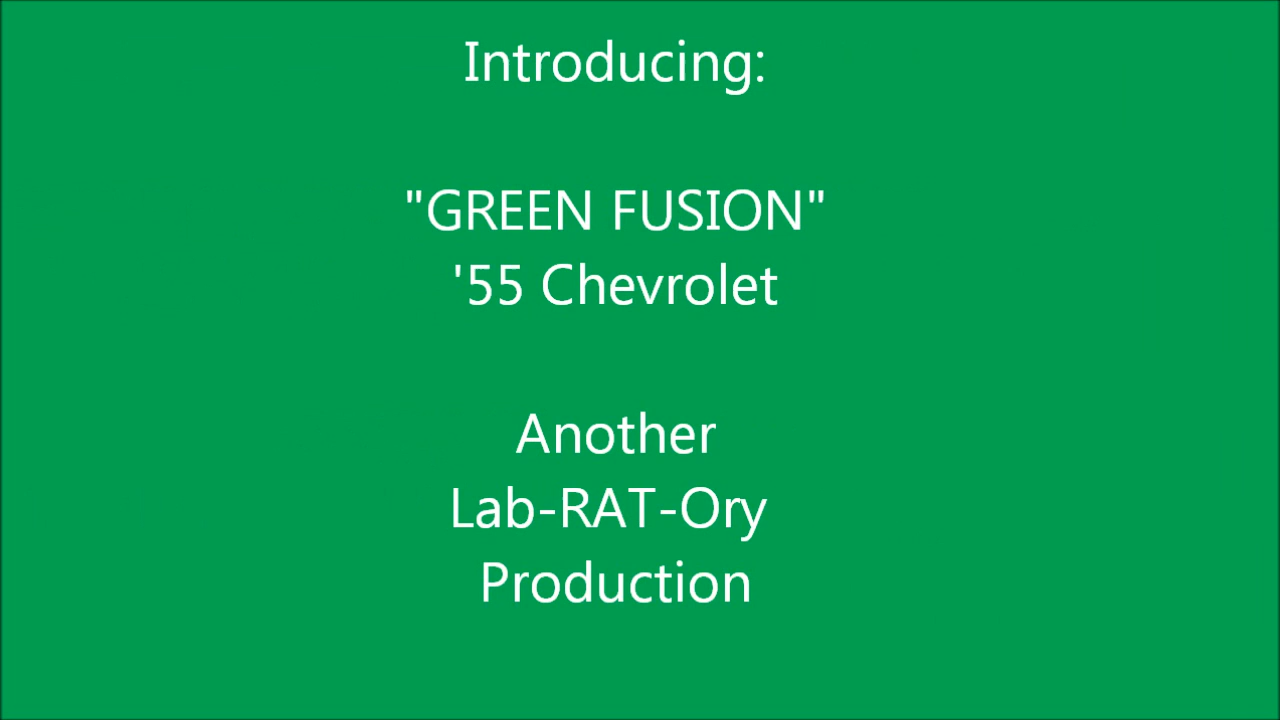 Introducing:
"GREEN FUSION"
'55 Chevrolet
Another
Lab-RAT-Ory
Production